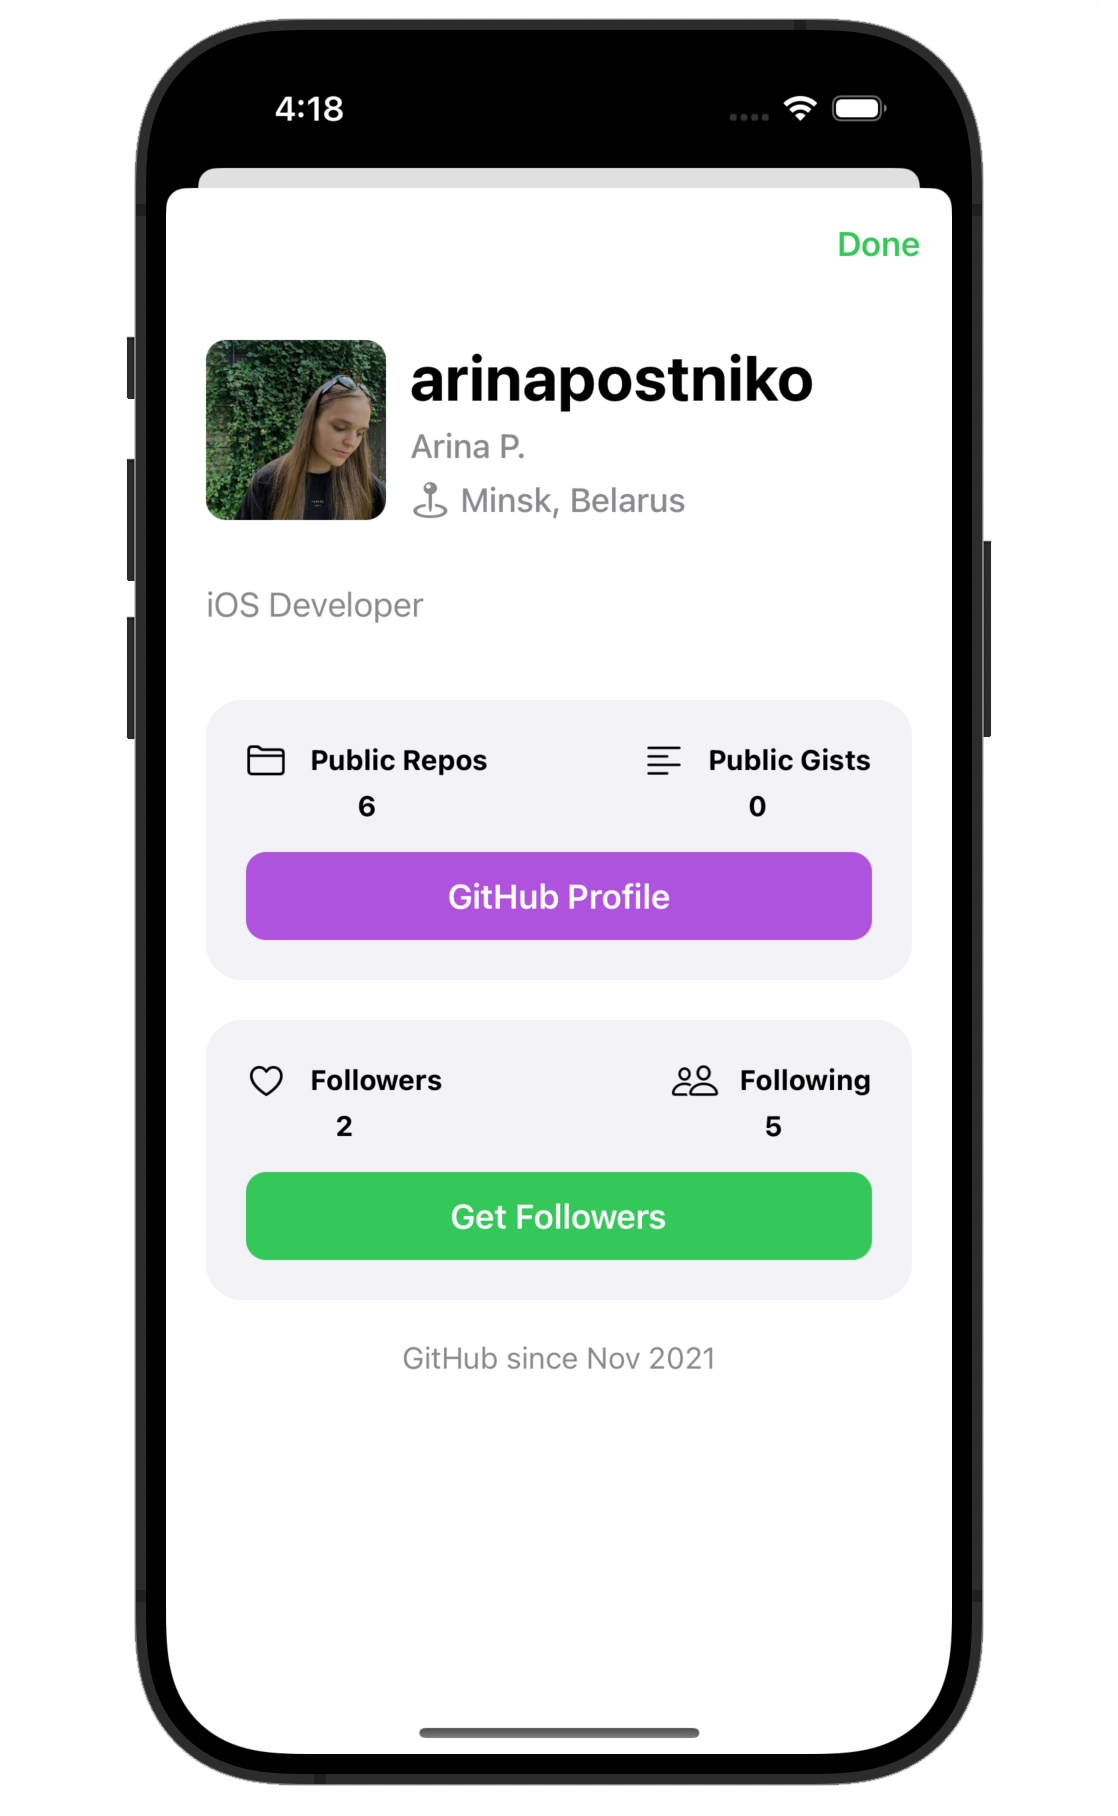 4:18
Done
arinapostniko
Arina P.
Minsk, Belarus
iOS Developer
Public Repos
6
Public Gists
0
GitHub Profile
Followers
2
Following
5
Get Followers
GitHub since Nov 2021